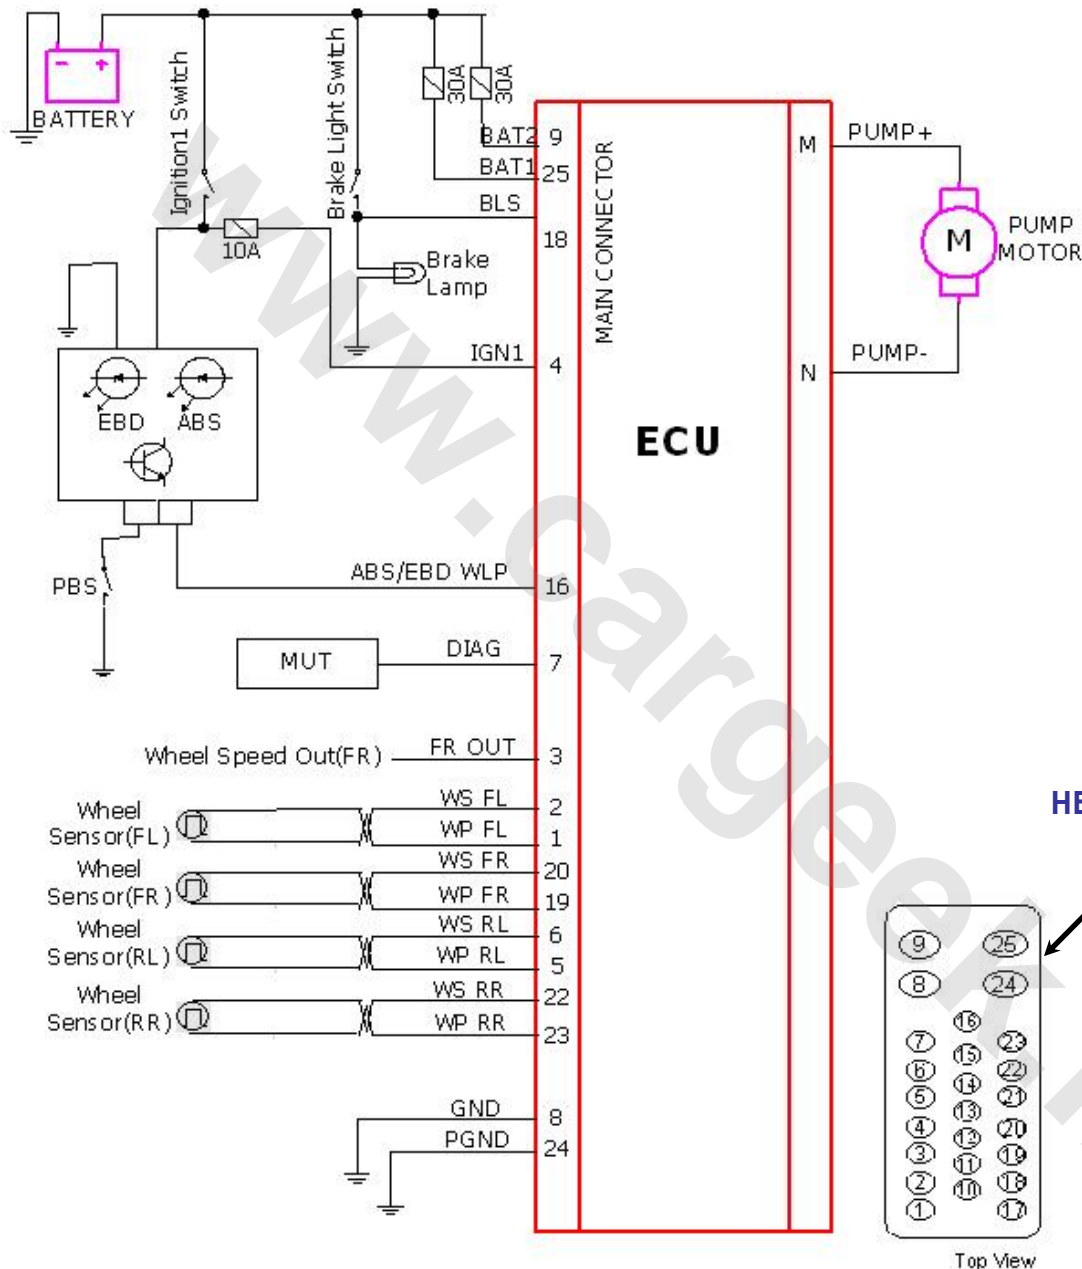 BATTERY
Ignition1 Switch
Brake Light Switch
30A
30A
10A
BAT2 9
BAT1 25
BLS
18
Brake
Lamp
IGN1 4
EBD ABS
PBS
ABS/EBD WLP 16
MUT DIAG 7
Wheel Speed Out(FR) FR OUT 3
Wheel
Sensor(FL)
WS FL 2
WP FL 1
Wheel
Sensor(FR)
WS FR 20
WP FR 19
Wheel
Sensor(RL)
WS RL 6
WP RL 5
Wheel
Sensor(RR)
WS RR 22
WP RR 23
GND 8
PGND 24
MAIN CONNECTOR
ECU
M PUMP+
M
PUMP
MOTOR
N PUMP-
HE
9 25
8 24
16
7 23
15
6 22
14
5 21
13
4 20
12
3 19
11
2 18
10
1 17
Top View
www.cargeek.